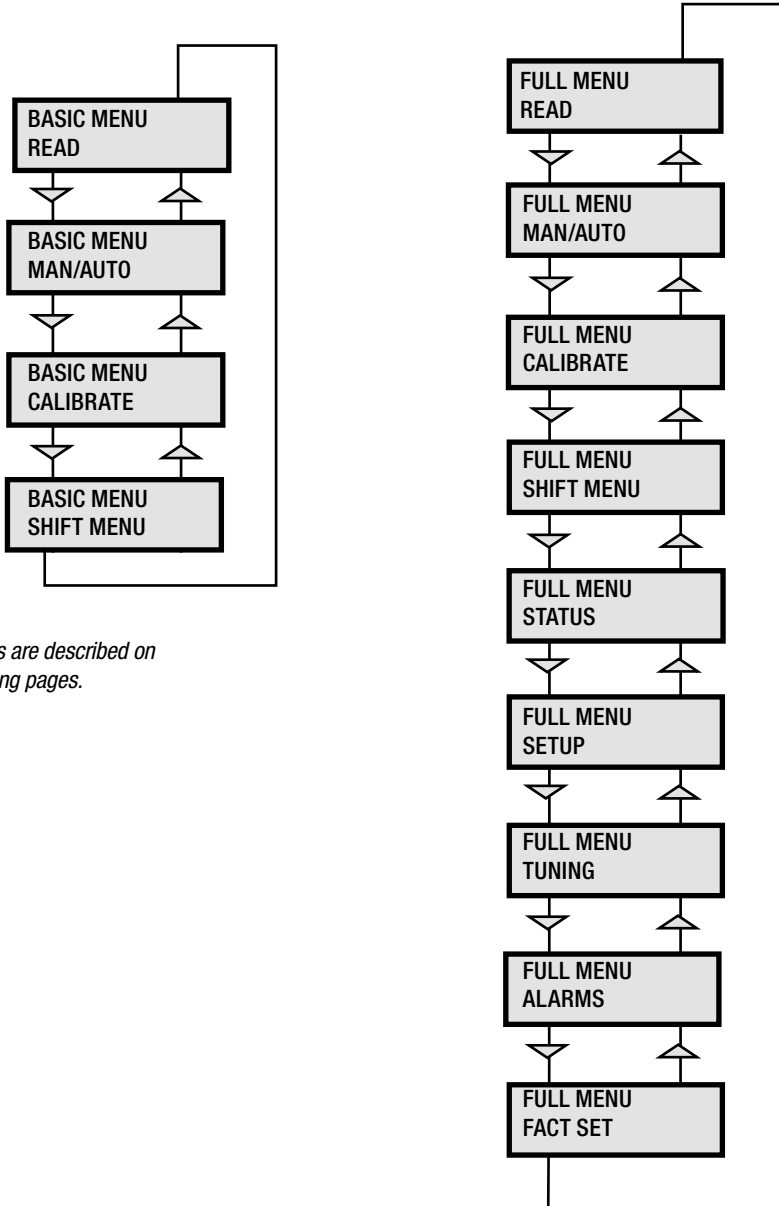 BASIC MENU
READ
BASIC MENU
MAN/AUTO
BASIC MENU
CALIBRATE
BASIC MENU
SHIFT MENU
are described on
pages.
FULL MENU
READ
FULL MENU
MAN/AUTO
FULL MENU
CALIBRATE
FULL MENU
SHIFT MENU
FULL MENU
STATUS
FULL MENU
SETUP
FULL MENU
TUNING
FULL MENU
ALARMS
FULL MENU
FACT SET